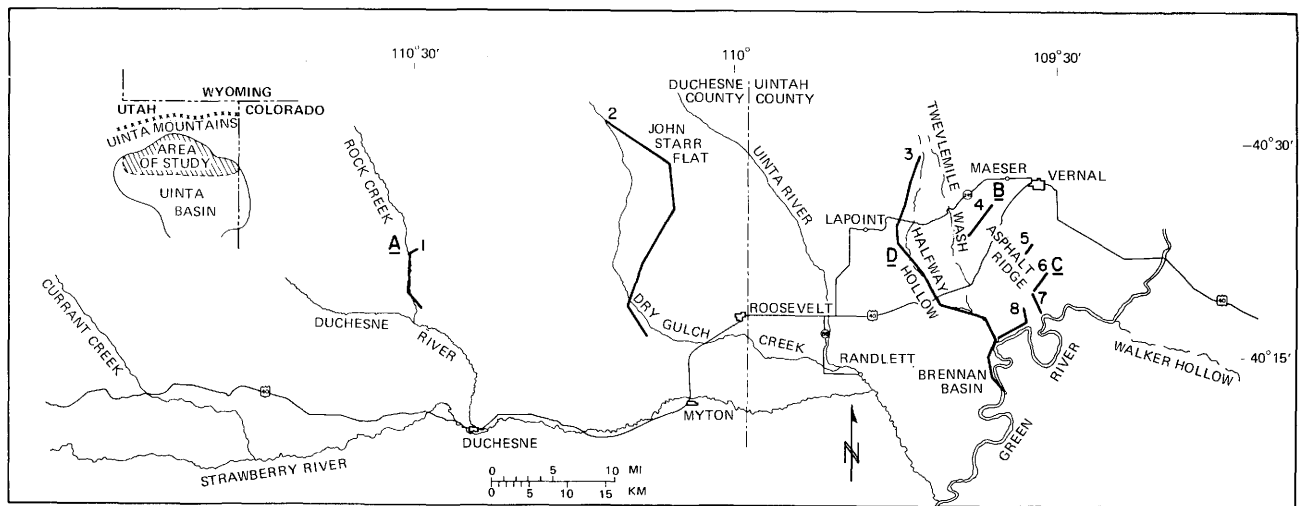 110°30′
110°
109°30′
DUCHESNE COUNTY
UINTAH COUNTY
WYOMING
UTAH
COLORADO
UINTA MOUNTAINS
AREA OF STUDY
UINTA BASIN
ROCK CREEK
A
1
2
JOHN STARR FLAT
UINTA RIVER
3
TWEVLEMILE WASH
MAESER
VERNAL
-40°30′
4
B
LAPOINT
HALFWAY HOLLOW
D
ASPHALT RIDGE
5
6
C
7
8
40
CURRANT CREEK
DUCHESNE RIVER
DRY GULCH CREEK
ROOSEVELT
40
RANDLETT
BRENNAN BASIN
GREEN RIVER
WALKER HOLLOW
-40°15′
MYTON
DUCHESNE
STRAWBERRY RIVER
N
0 5 10 MI
0 5 10 15 KM